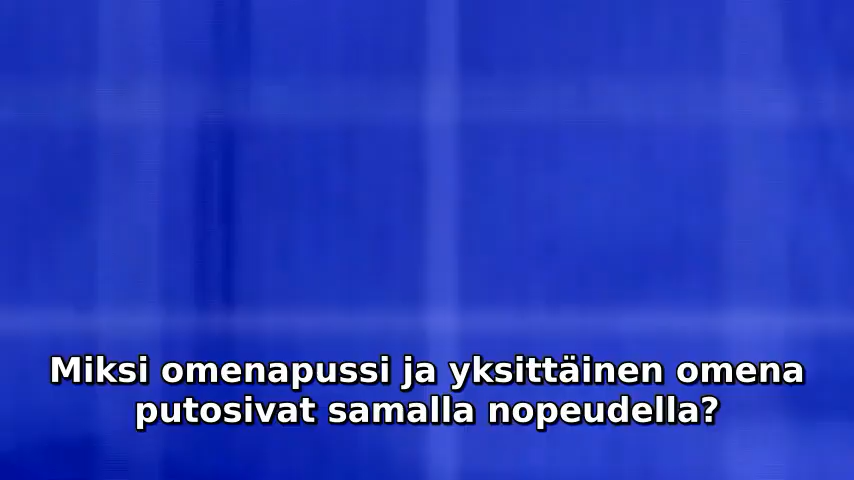 Miksi omenapussi ja yksittäinen omena
putosivat samalla nopeudella?